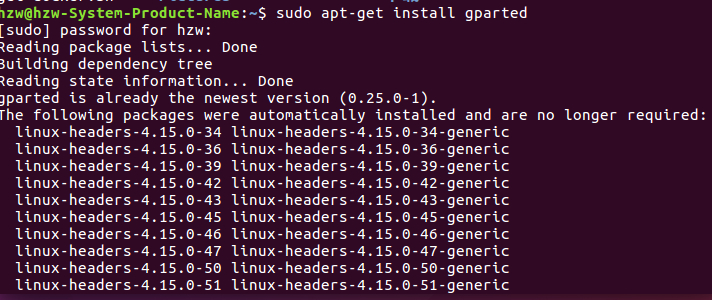 hzw@hzw-System-Product-Name:~$ sudo apt-get install gparted
[sudo] password for hzw:
Reading package lists... Done
Building dependency tree
Reading state information... Done
gparted is already the newest version (0.25.0-1).
The following packages were automatically installed and are no longer required:
linux-headers-4.15.0-34 linux-headers-4.15.0-34-generic
linux-headers-4.15.0-36 linux-headers-4.15.0-36-generic
linux-headers-4.15.0-39 linux-headers-4.15.0-39-generic
linux-headers-4.15.0-42 linux-headers-4.15.0-42-generic
linux-headers-4.15.0-43 linux-headers-4.15.0-43-generic
linux-headers-4.15.0-45 linux-headers-4.15.0-45-generic
linux-headers-4.15.0-46 linux-headers-4.15.0-46-generic
linux-headers-4.15.0-47 linux-headers-4.15.0-47-generic
linux-headers-4.15.0-50 linux-headers-4.15.0-50-generic
linux-headers-4.15.0-51 linux-headers-4.15.0-51-generic